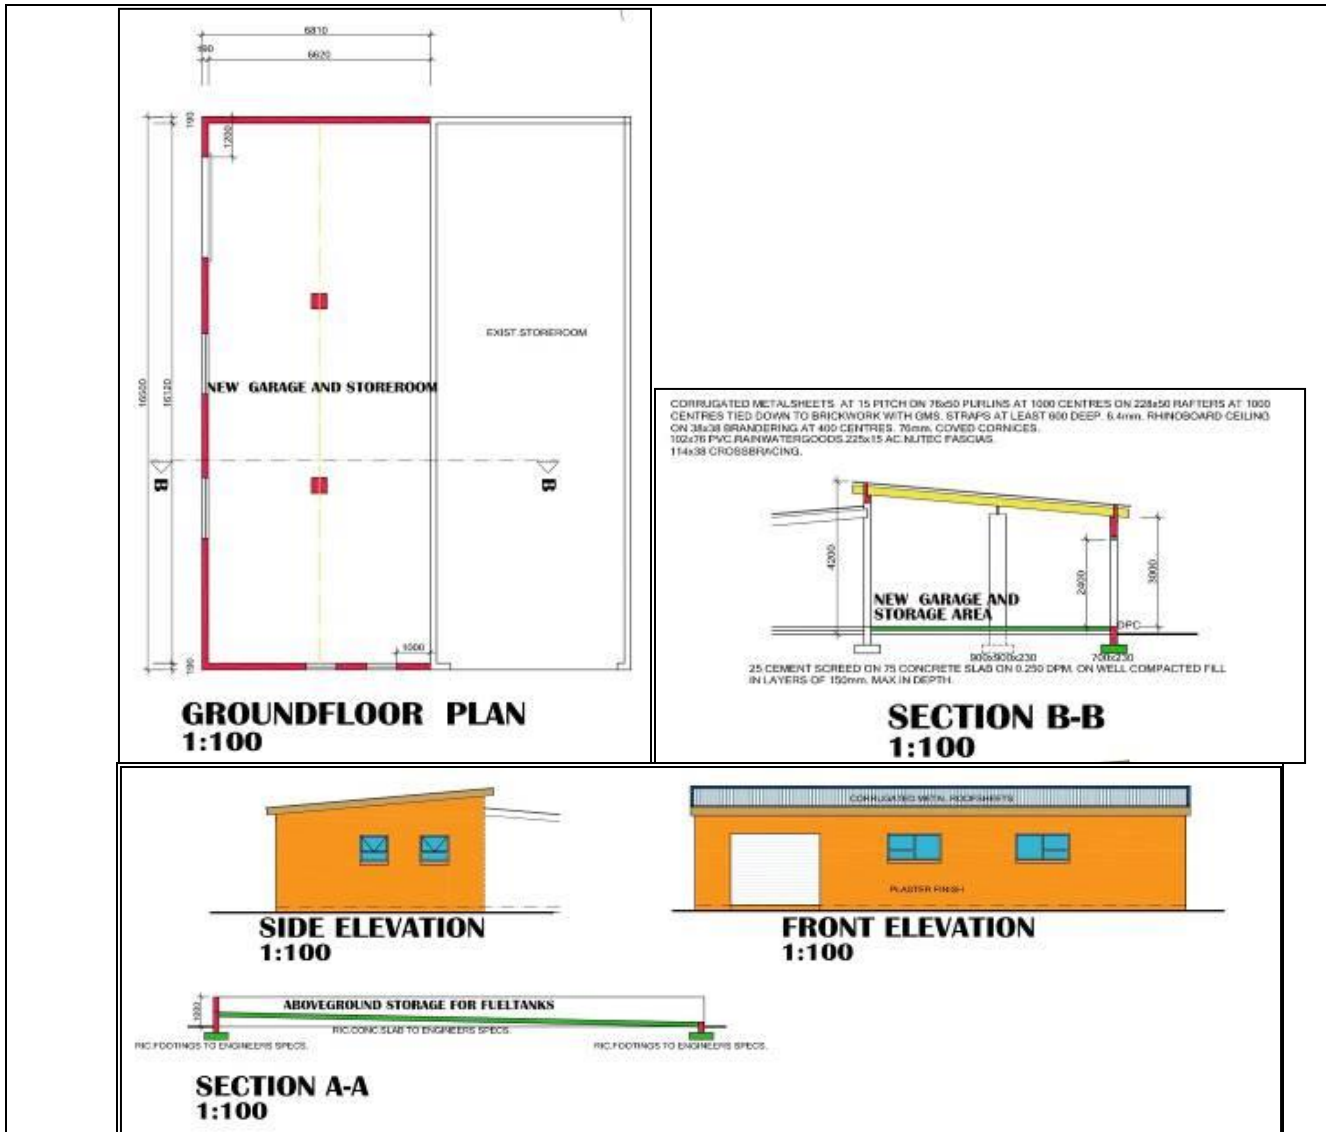 6810
190
6620
190
1200
EXIST.STOREROOM
NEW GARAGE AND STOREROOM
16500
16120
B
B
1000
190
GROUNDFLOOR PLAN
1:100
CORRUGATED METALSHEETS AT 15 PITCH ON 76x50 PURLINS AT 1000 CENTRES ON 228x50 RAFTERS AT 1000
CENTRES TIED DOWN TO BRICKWORK WITH GMS. STRAPS AT LEAST 600 DEEP. 6.4mm. RHINOBOARD CEILING
ON 38x38 BRANDERING AT 400 CENTRES. 76mm. COVED CORNICES.
102x76 PVC.RAINWATERGOODS.225x15 AC.NUTEC FASCIAS.
114x38 CROSSBRACING.
4200
2400
3000
NEW GARAGE AND
STORAGE AREA
DPC
900x900x230
700x230
25 CEMENT SCREED ON 75 CONCRETE SLAB ON 0.250 DPM. ON WELL COMPACTED FILL
IN LAYERS OF 150mm. MAX IN DEPTH.
SECTION B-B
1:100
CORRUGATED METAL ROOFSHEETS
PLASTER FINISH
SIDE ELEVATION
1:100
FRONT ELEVATION
1:100
ABOVEGROUND STORAGE FOR FUELTANKS
R\C.CONC.SLAB TO ENGINEERS SPECS.
R\C.FOOTINGS TO ENGINEERS SPECS.
R\C.FOOTINGS TO ENGINEERS SPECS.
SECTION A-A
1:100